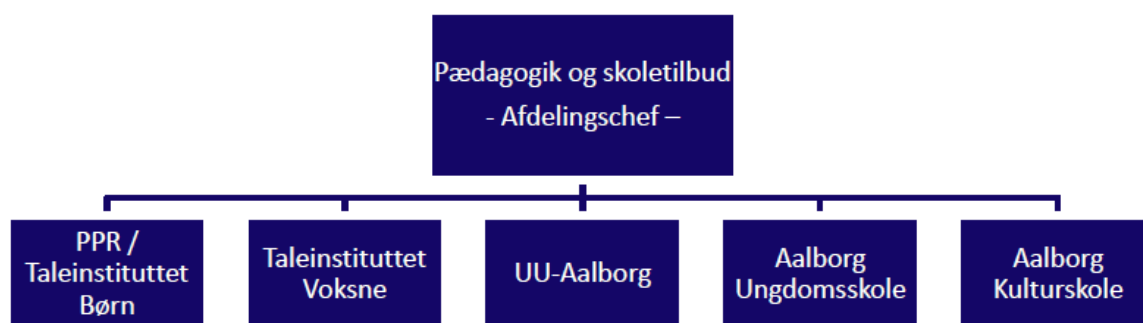 Pædagogik og skoletilbud
- Afdelingschef –
PPR /
Taleinstituttet
Børn
Taleinstituttet
Voksne
UU-Aalborg
Aalborg
Ungdomsskole
Aalborg
Kulturskole